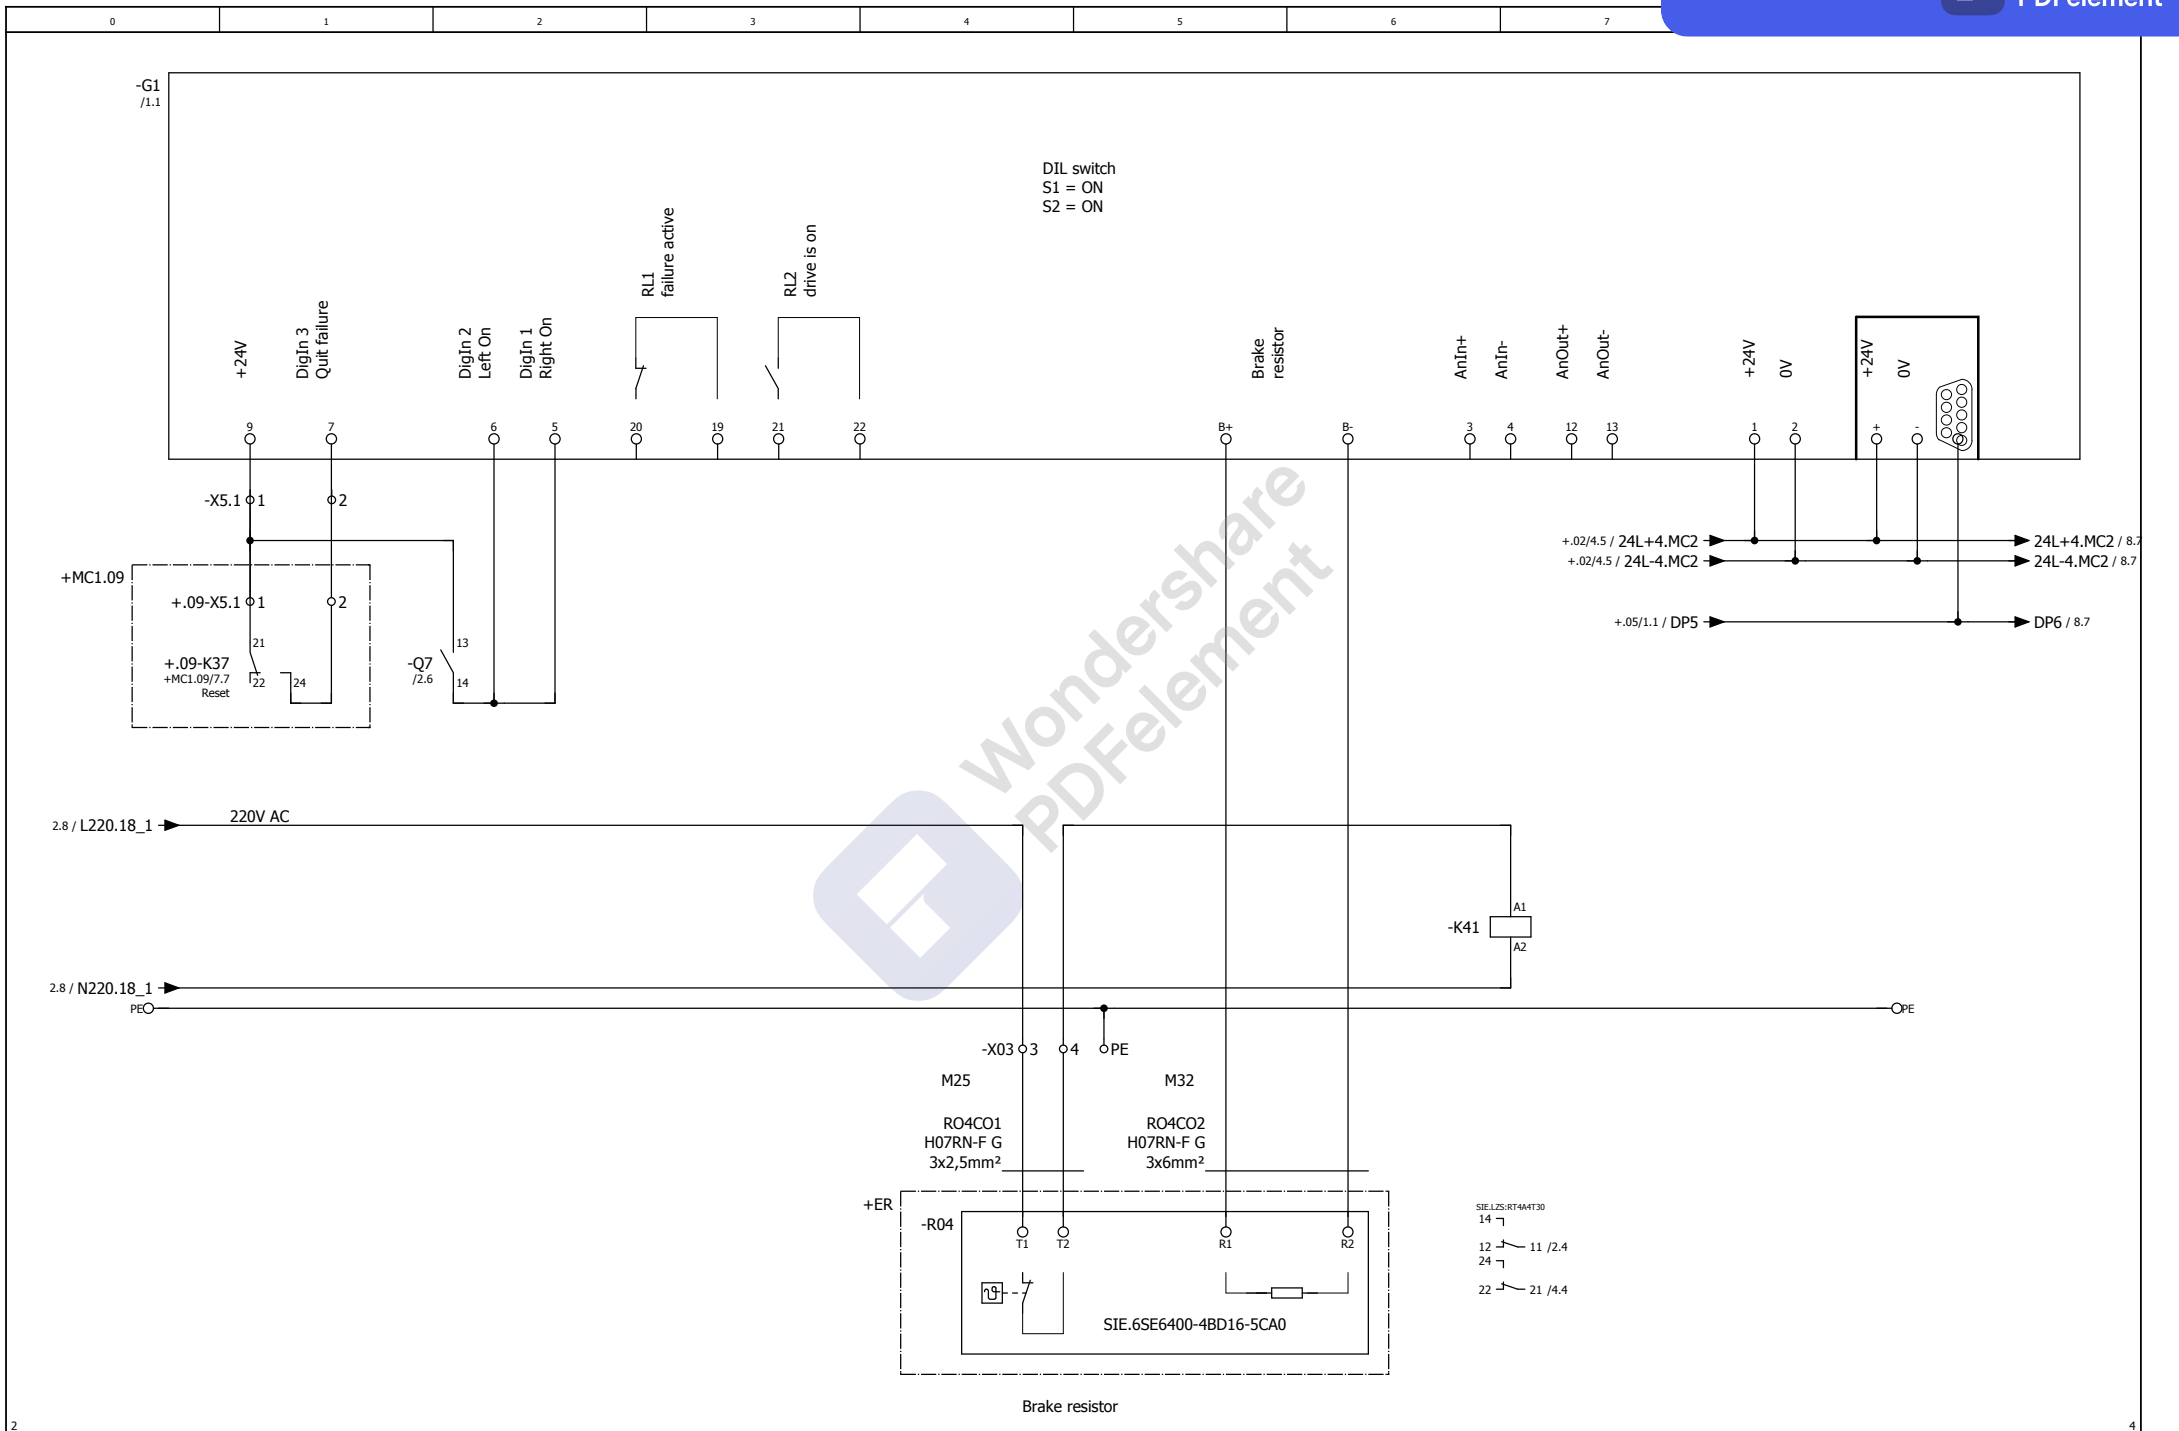 0 1 2 3 4 5 6 7
PDFelement
-G1
/1.1
DIL switch
S1 = ON
S2 = ON
+24V
DigIn 3
Quit failure
DigIn 2
Left On
DigIn 1
Right On
RL1
failure active
RL2
drive is on
Brake
resistor
AnIn+
AnIn-
AnOut+
AnOut-
+24V
0V
+24V
0V
9 7 6 5 20 19 21 22 B+ B- 3 4 12 13 1 2 + -
-X5.1 1 2
+.02/4.5 / 24L+4.MC2
24L+4.MC2 / 8.7
+.02/4.5 / 24L-4.MC2
24L-4.MC2 / 8.7
+.05/1.1 / DP5
DP6 / 8.7
+MC1.09
+.09-X5.1 1 2
21
+.09-K37
+MC1.09/7.7
Reset
22 24
13
-Q7
/2.6
14
Wondershare
PDFelement
2.8 / L220.18_1
220V AC
A1
-K41
A2
2.8 / N220.18_1
PE
PE
-X03 3 4 PE
M25
M32
RO4CO1
H07RN-F G
3x2,5mm²
RO4CO2
H07RN-F G
3x6mm²
+ER
-R04
T1 T2 R1 R2
SIE.6SE6400-4BD16-5CA0
SIE.LZS:RT4A4T30
14
12 11 /2.4
24
22 21 /4.4
Brake resistor
2
4